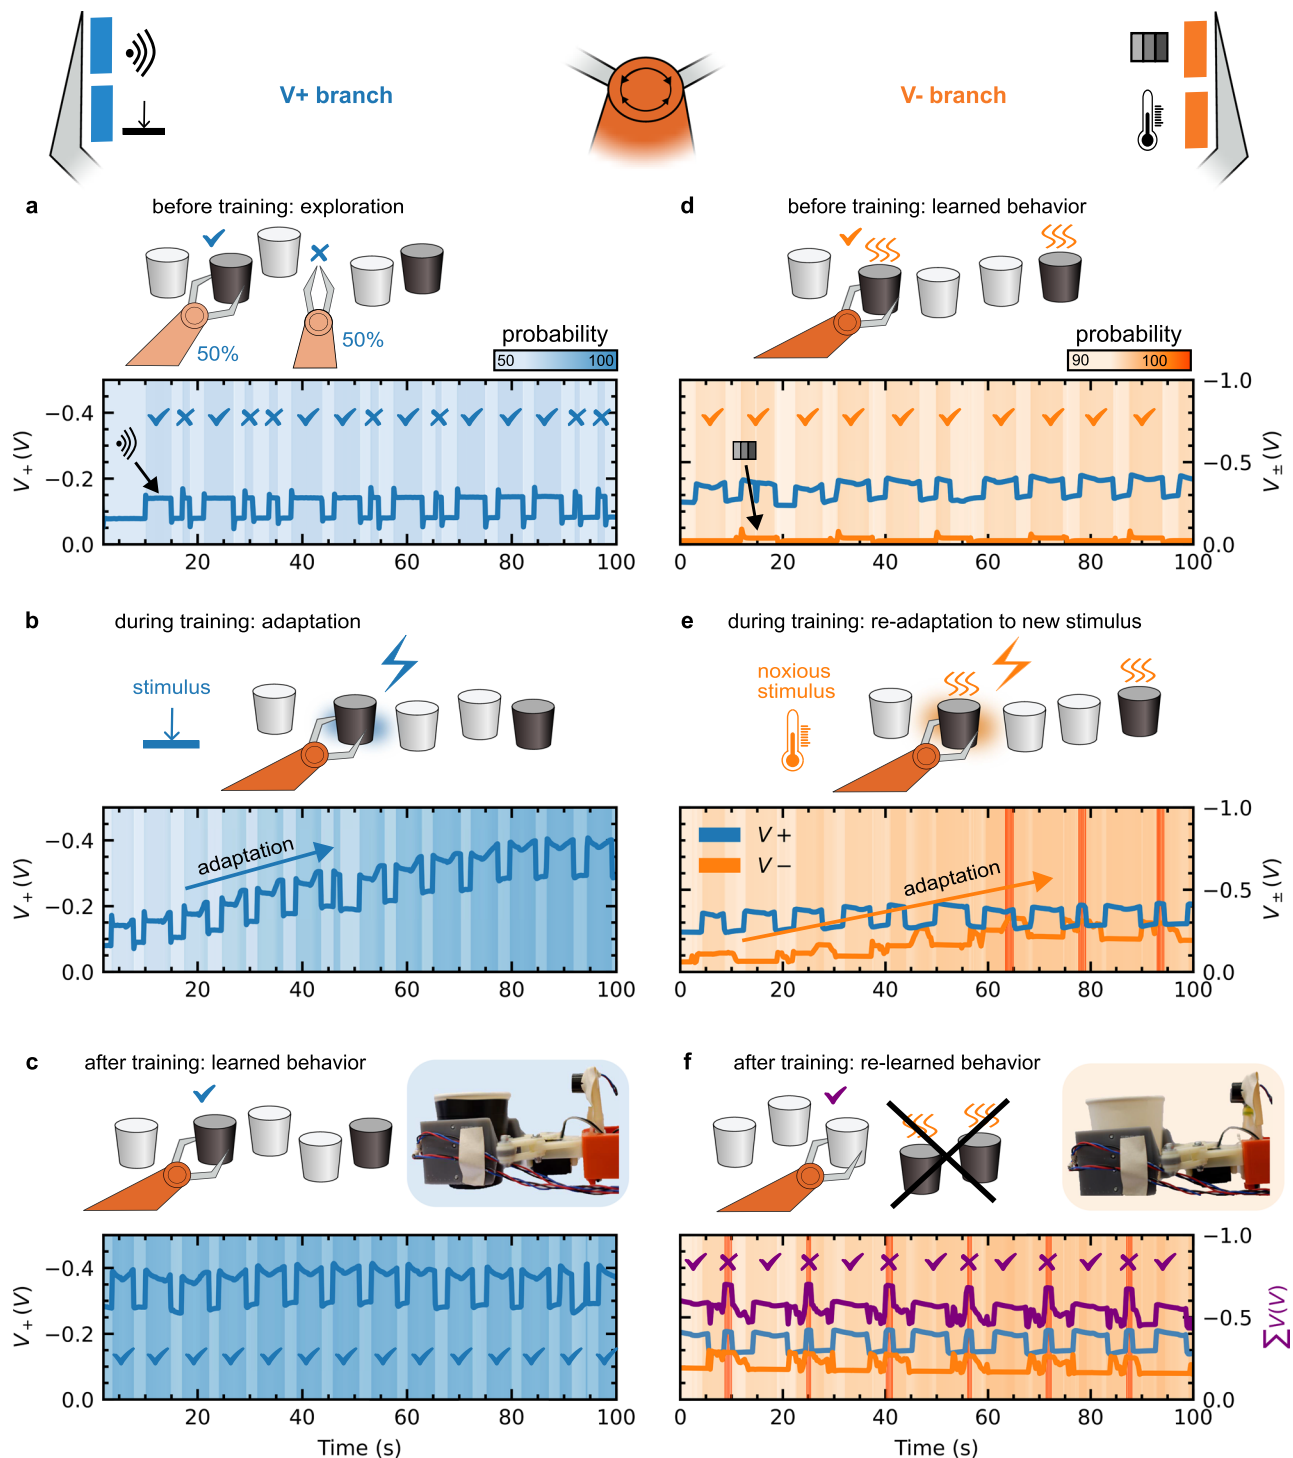 V+ branch
V- branch
a
before training: exploration
50%
50%
probability
50 100
−0.4
−0.2
0.0
V+ (V)
20 40 60 80 100
d
before training: learned behavior
probability
90 100
−1.0
−0.5
0.0
V± (V)
0 20 40 60 80 100
b
during training: adaptation
stimulus
adaptation
−0.4
−0.2
0.0
V+ (V)
20 40 60 80 100
e
during training: re-adaptation to new stimulus
noxious
stimulus
V+
V−
adaptation
−1.0
−0.5
0.0
V± (V)
0 20 40 60 80 100
c
after training: learned behavior
−0.4
−0.2
0.0
V+ (V)
20 40 60 80 100
Time (s)
f
after training: re-learned behavior
−1.0
−0.5
0.0
∑V(V)
0 20 40 60 80 100
Time (s)